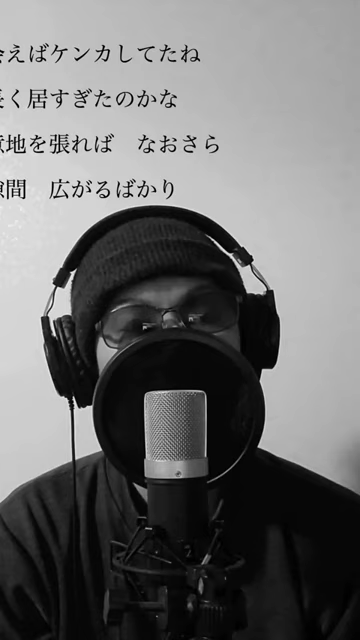 えばケンカしてたね
く居すぎたのかな
地を張れば　なおさら
間　広がるばかり